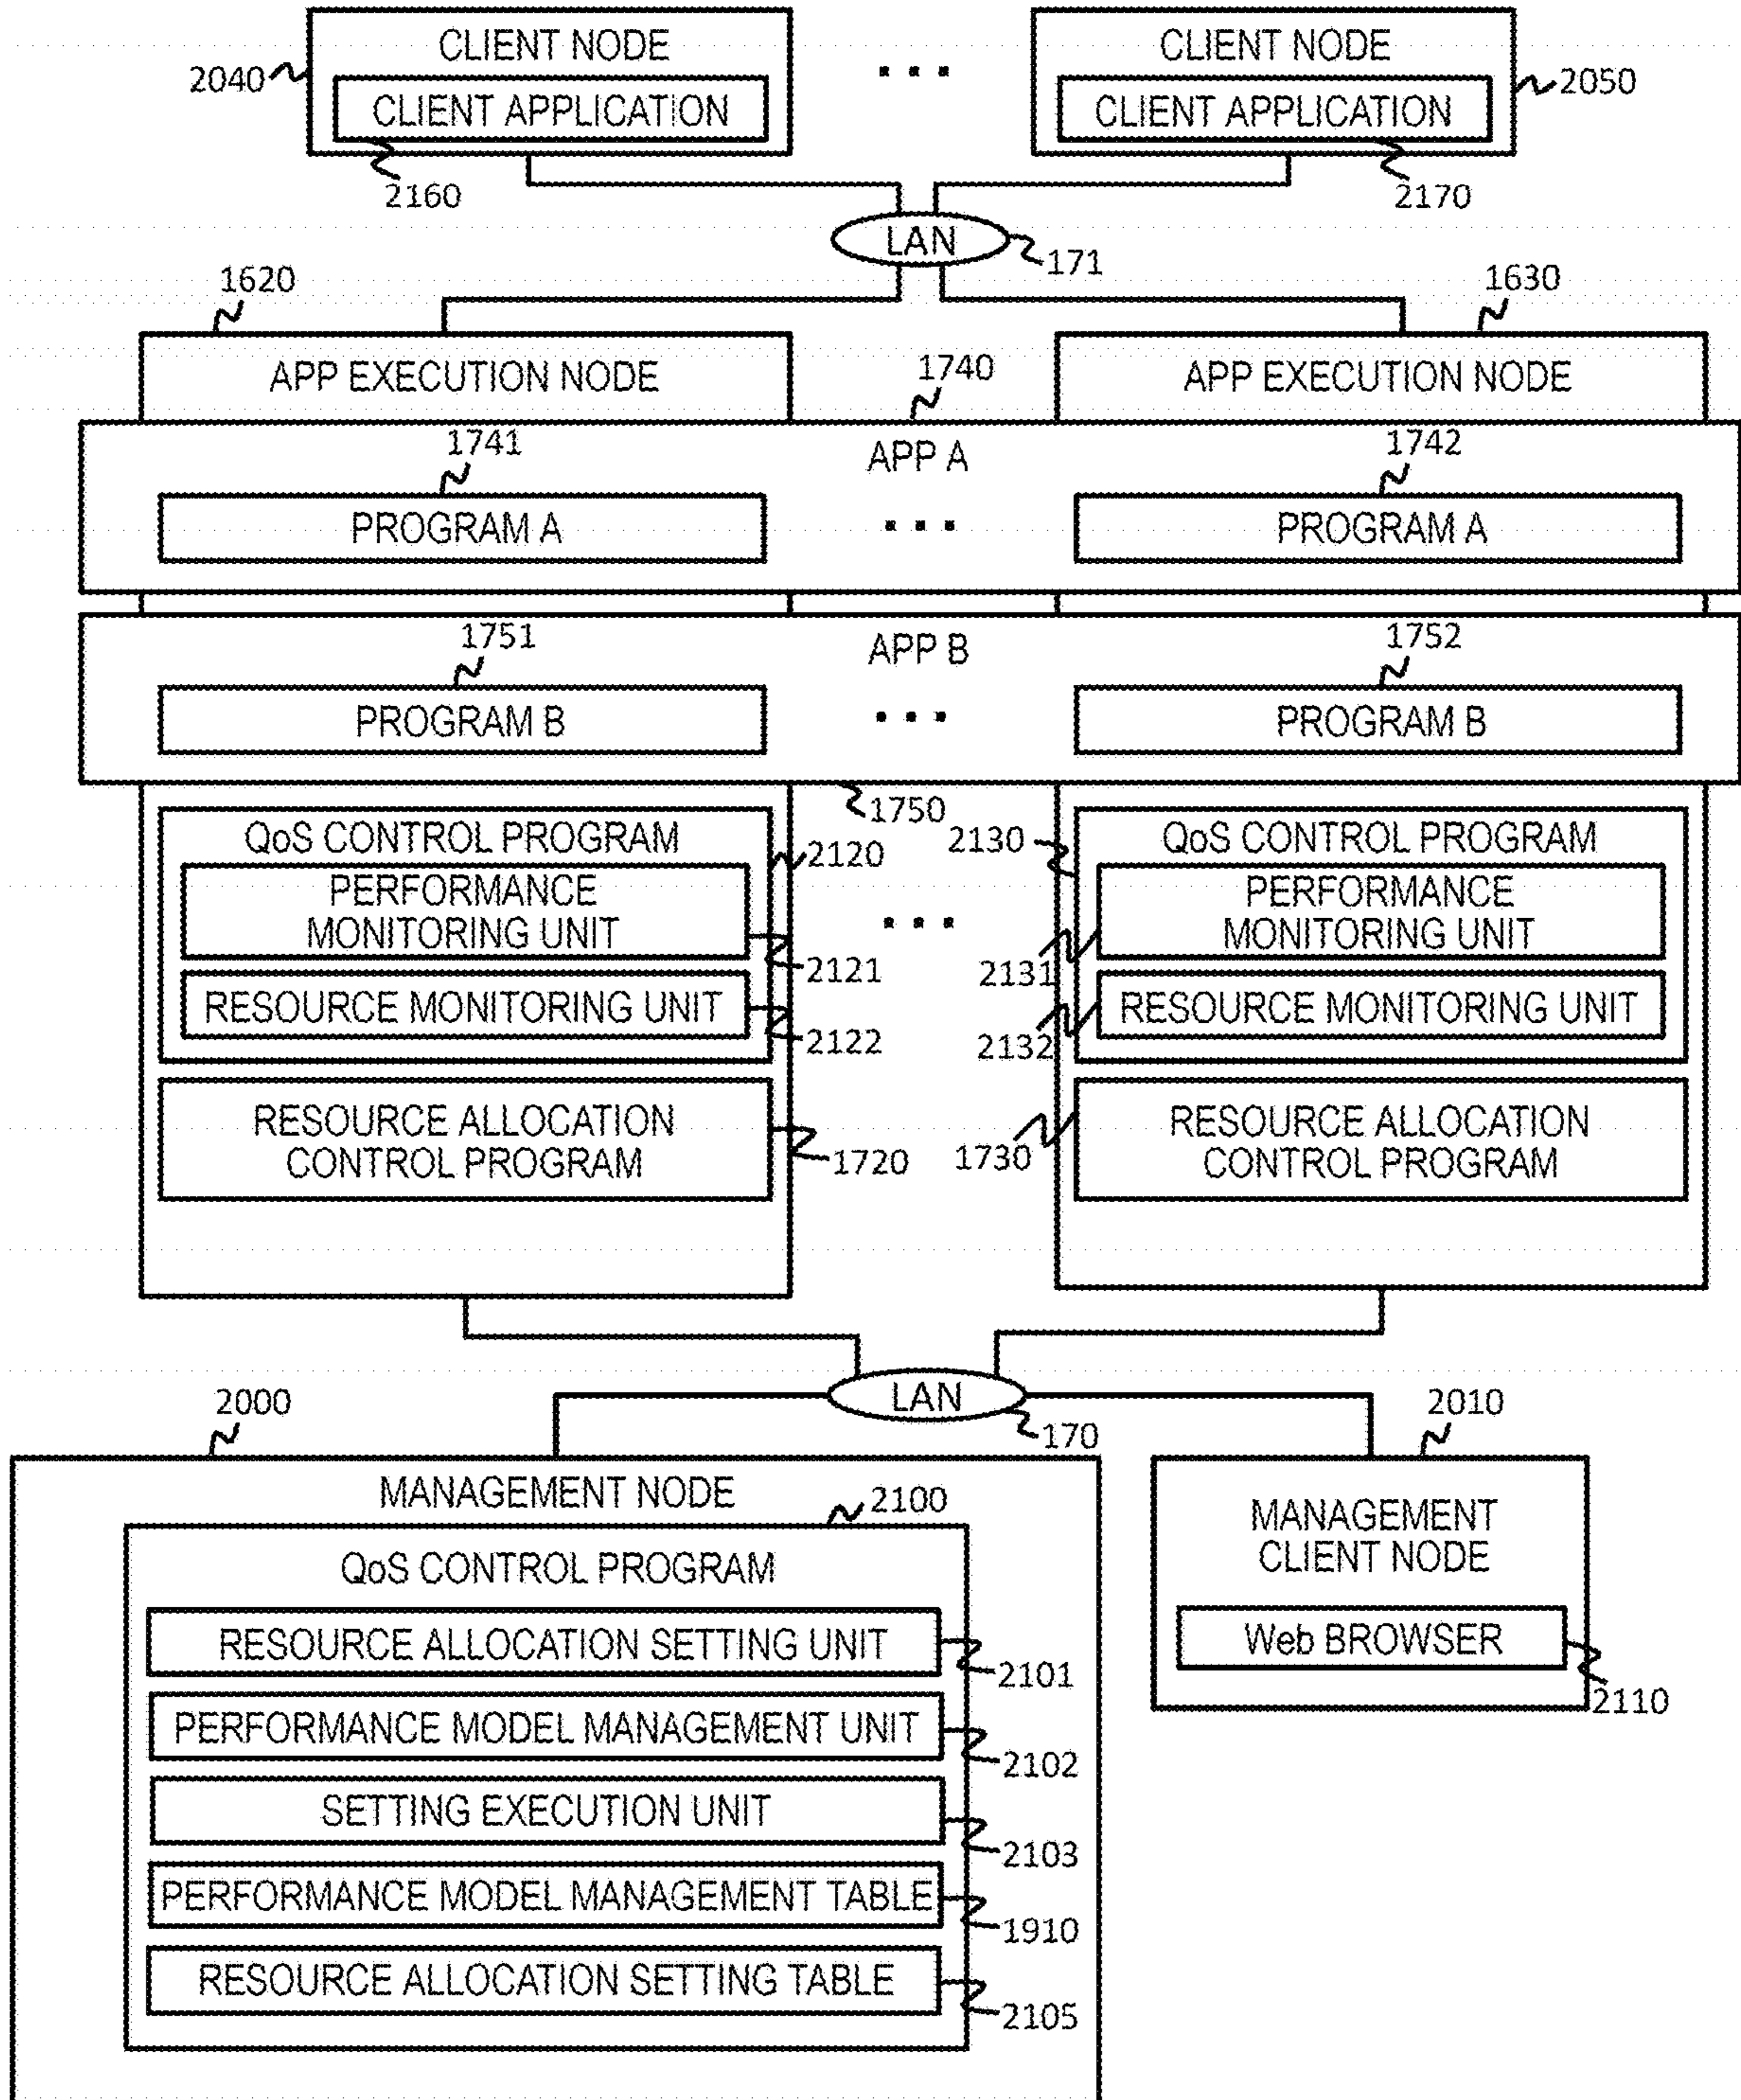 CLIENT NODE
2040
CLIENT APPLICATION
2160
...
CLIENT NODE
2050
CLIENT APPLICATION
2170
LAN
171
1620
1630
APP EXECUTION NODE
1740
APP EXECUTION NODE
APP A
1741
1742
PROGRAM A
...
PROGRAM A
APP B
1751
1752
PROGRAM B
...
PROGRAM B
1750
QoS CONTROL PROGRAM
2120
PERFORMANCE
MONITORING UNIT
2121
RESOURCE MONITORING UNIT
2122
RESOURCE ALLOCATION
CONTROL PROGRAM
1720
...
2130
QoS CONTROL PROGRAM
PERFORMANCE
MONITORING UNIT
2131
RESOURCE MONITORING UNIT
2132
RESOURCE ALLOCATION
CONTROL PROGRAM
1730
LAN
170
2000
MANAGEMENT NODE
2100
QoS CONTROL PROGRAM
RESOURCE ALLOCATION SETTING UNIT
2101
PERFORMANCE MODEL MANAGEMENT UNIT
2102
SETTING EXECUTION UNIT
2103
PERFORMANCE MODEL MANAGEMENT TABLE
1910
RESOURCE ALLOCATION SETTING TABLE
2105
2010
MANAGEMENT
CLIENT NODE
Web BROWSER
2110